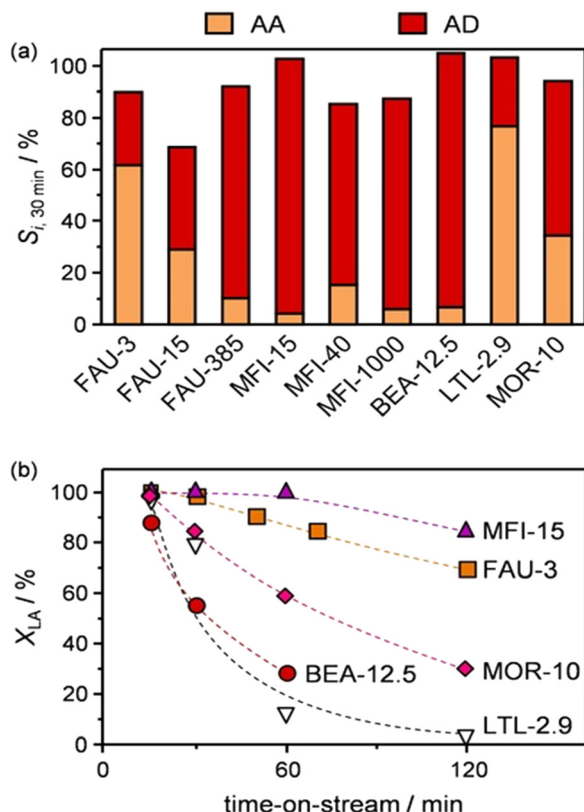 AA AD
(a)
S i, 30 min / %
100
80
60
40
20
0
FAU-3 FAU-15 FAU-385 MFI-15 MFI-40 MFI-1000 BEA-12.5 LTL-2.9 MOR-10
(b)
X LA / %
100
80
60
40
20
0
MFI-15
FAU-3
MOR-10
BEA-12.5
LTL-2.9
0 60 120
time-on-stream / min